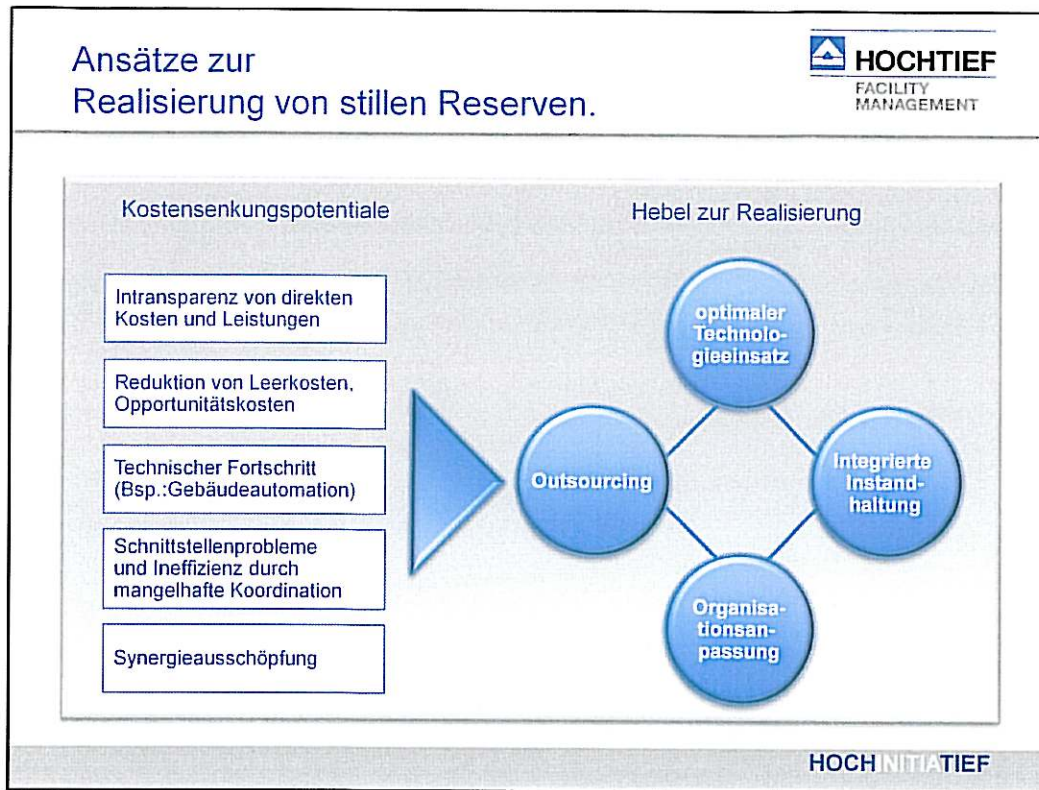 Ansätze zur
Realisierung von stillen Reserven.
HOCHTIEF
FACILITY
MANAGEMENT
Kostensenkungspotentiale
Hebel zur Realisierung
Intransparenz von direkten
Kosten und Leistungen
Reduktion von Leerkosten,
Opportunitätskosten
Technischer Fortschritt
(Bsp.:Gebäudeautomation)
Schnittstellenprobleme
und Ineffizienz durch
mangelhafte Koordination
Synergieausschöpfung
optimaler
Technolo-
gieeinsatz
Outsourcing
Integrierte
Instand-
haltung
Organisa-
tionsan-
passung
HOCHINITIATIEF